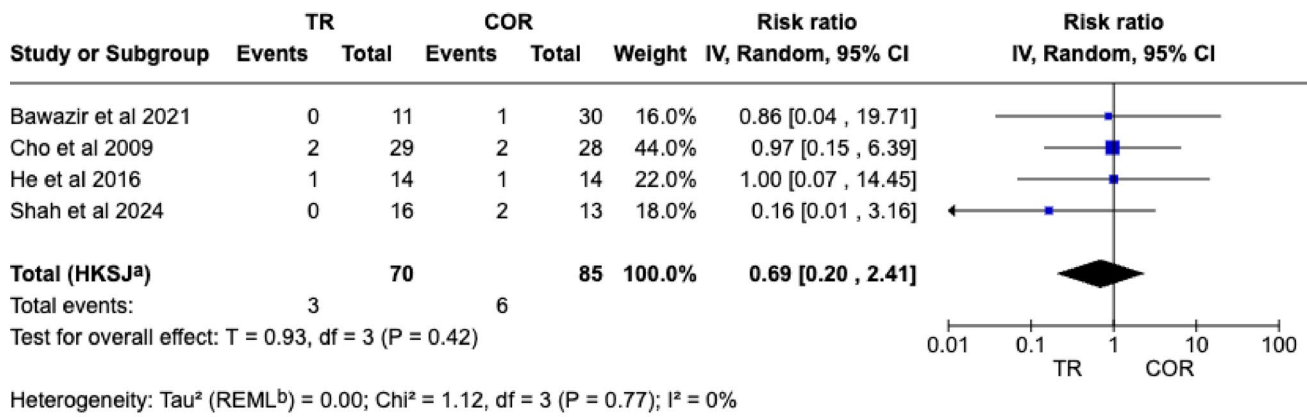 TR COR Risk ratio Risk ratio
Study or Subgroup Events Total Events Total Weight IV, Random, 95% CI IV, Random, 95% CI
Bawazir et al 2021 0 11 1 30 16.0% 0.86 [0.04 , 19.71]
Cho et al 2009 2 29 2 28 44.0% 0.97 [0.15 , 6.39]
He et al 2016 1 14 1 14 22.0% 1.00 [0.07 , 14.45]
Shah et al 2024 0 16 2 13 18.0% 0.16 [0.01 , 3.16]
Total (HKSJᵃ) 70 85 100.0% 0.69 [0.20 , 2.41]
Total events: 3 6
Test for overall effect: T = 0.93, df = 3 (P = 0.42)
0.01 0.1 1 10 100
TR COR
Heterogeneity: Tau² (REMLᵇ) = 0.00; Chi² = 1.12, df = 3 (P = 0.77); I² = 0%